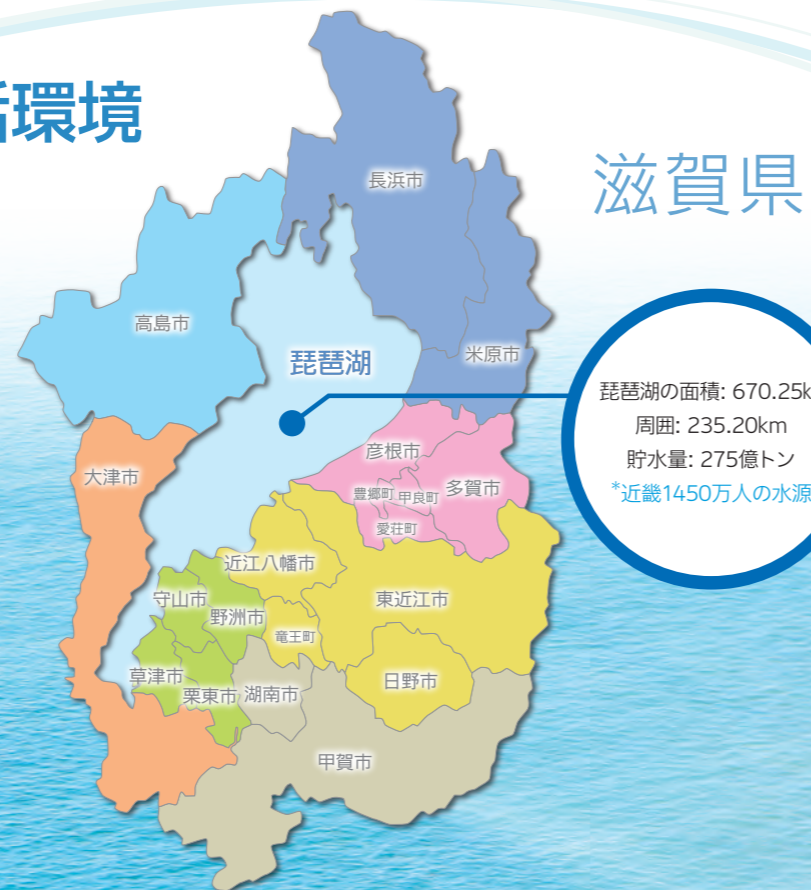 環境
滋賀県
長浜市
高島市
米原市
琵琶湖
琵琶湖の面積: 670.25k
周囲: 235.20km
貯水量: 275億トン
*近畿1450万人の水源
彦根市
大津市
多賀市
豊郷町
甲良町
愛荘町
近江八幡市
守山市
東近江市
野洲市
竜王町
草津市
日野市
栗東市
湖南市
甲賀市